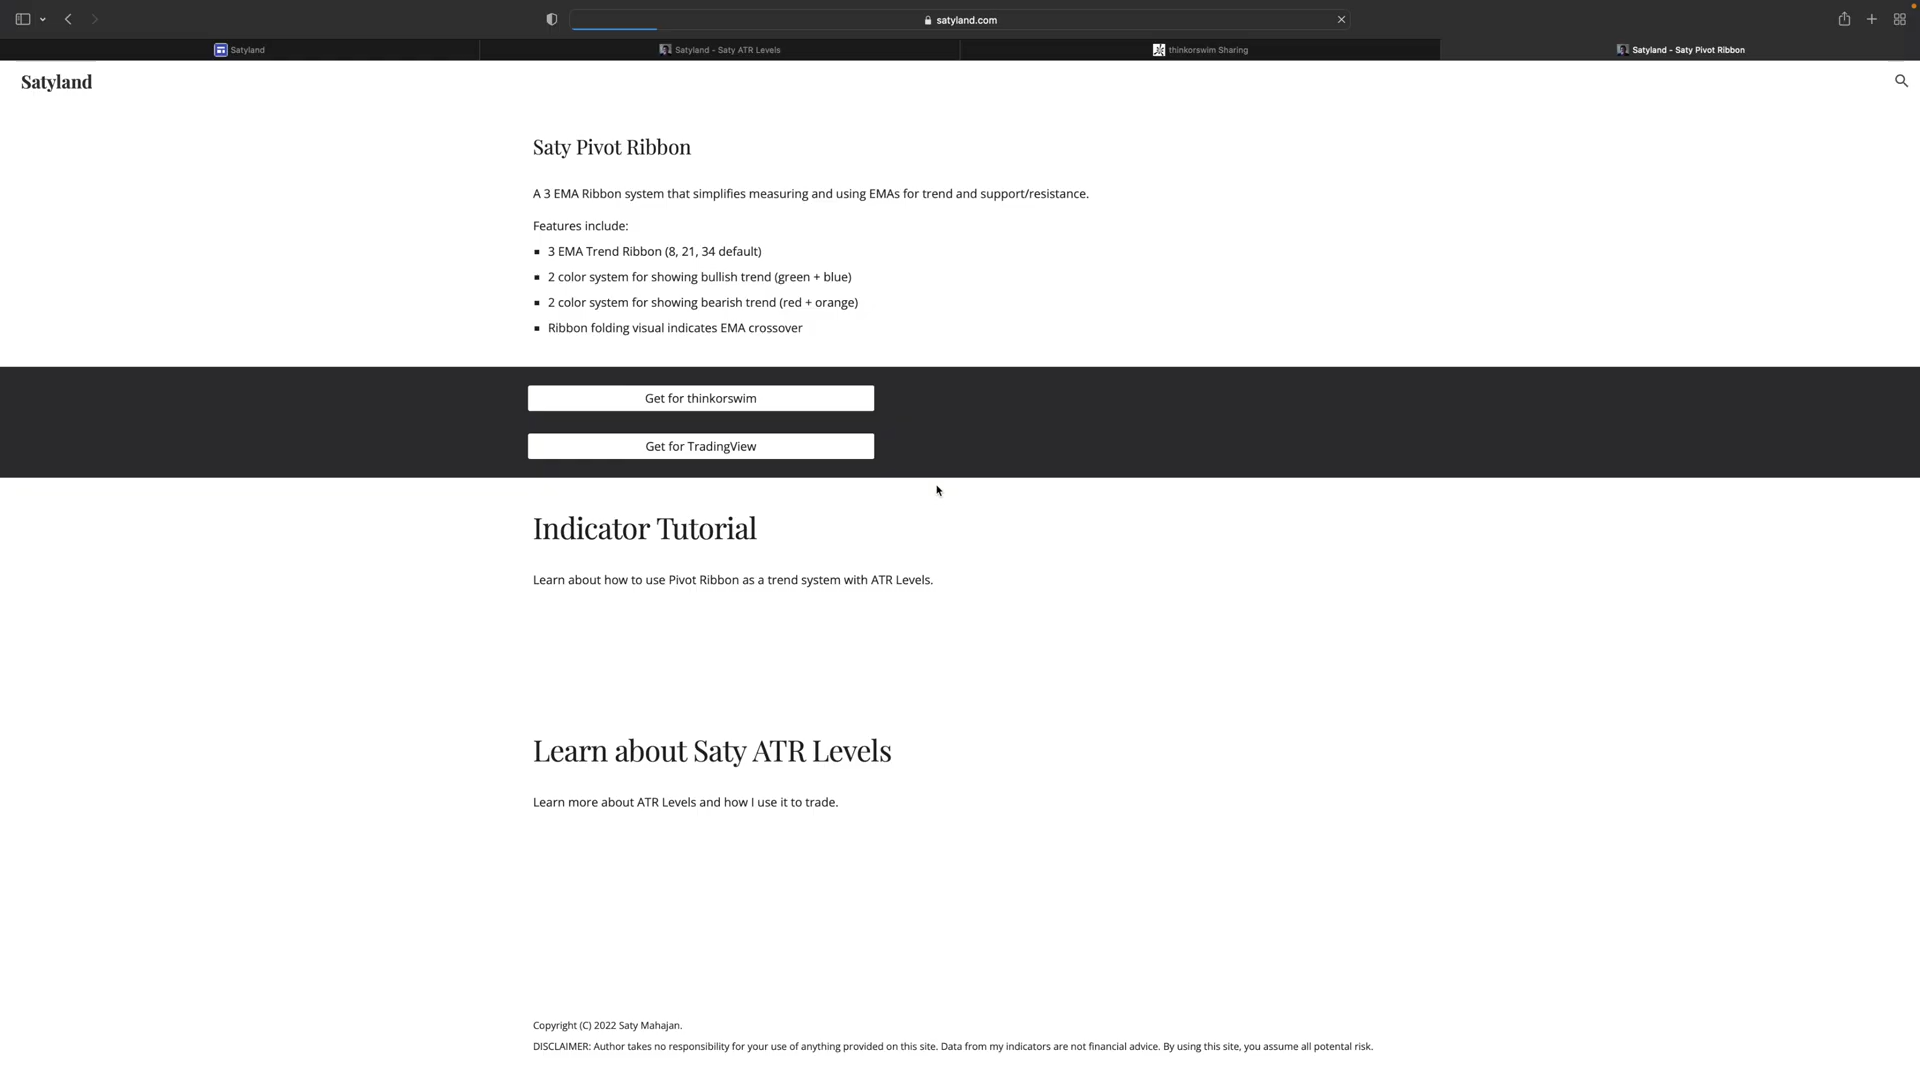 satyland.com
Satyland
Satyland - Saty ATR Levels
thinkorswim Sharing
Satyland - Saty Pivot Ribbon
Satyland
Saty Pivot Ribbon
A 3 EMA Ribbon system that simplifies measuring and using EMAs for trend and support/resistance.
Features include:
3 EMA Trend Ribbon (8, 21, 34 default)
2 color system for showing bullish trend (green + blue)
2 color system for showing bearish trend (red + orange)
Ribbon folding visual indicates EMA crossover
Get for thinkorswim
Get for TradingView
Indicator Tutorial
Learn about how to use Pivot Ribbon as a trend system with ATR Levels.
Learn about Saty ATR Levels
Learn more about ATR Levels and how I use it to trade.
Copyright (C) 2022 Saty Mahajan.
DISCLAIMER: Author takes no responsibility for your use of anything provided on this site. Data from my indicators are not financial advice. By using this site, you assume all potental risk.